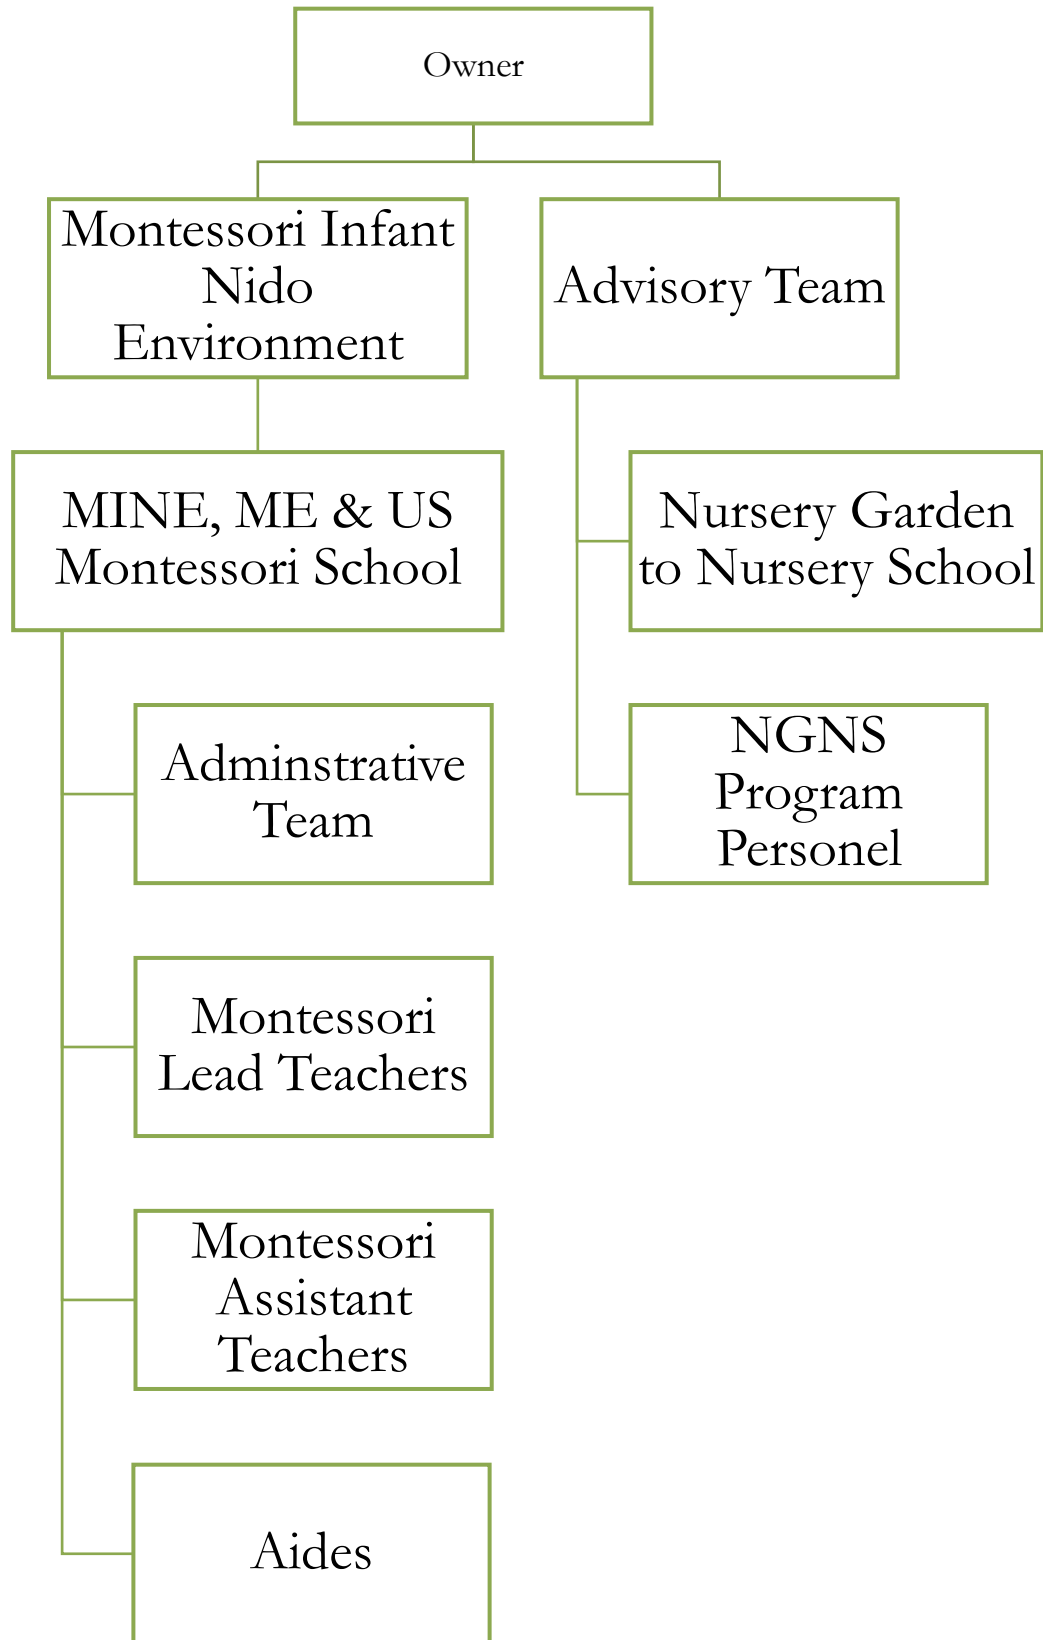 Owner
Montessori Infant
Nido
Environment
Advisory Team
MINE, ME & US
Montessori School
Nursery Garden
to Nursery School
Adminstrative
Team
NGNS
Program
Personel
Montessori
Lead Teachers
Montessori
Assistant
Teachers
Aides